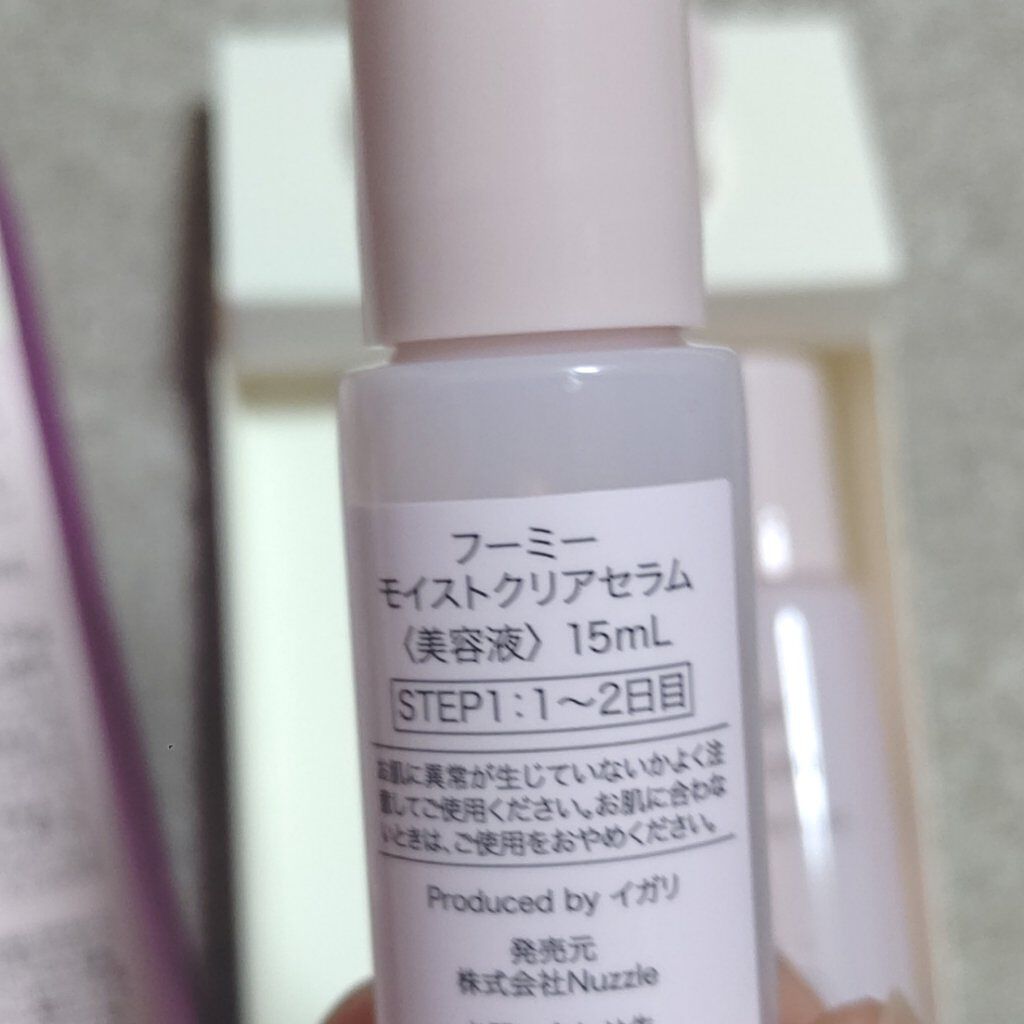 フーミー
モイストクリアセラム
〈美容液〉 15mL
STEP1：1～2日目
お肌に異常が生じていないかよく注
意してご使用ください。お肌に合わな
いときは、ご使用をおやめください。
Produced by イガリ
発売元
株式会社Nuzzle